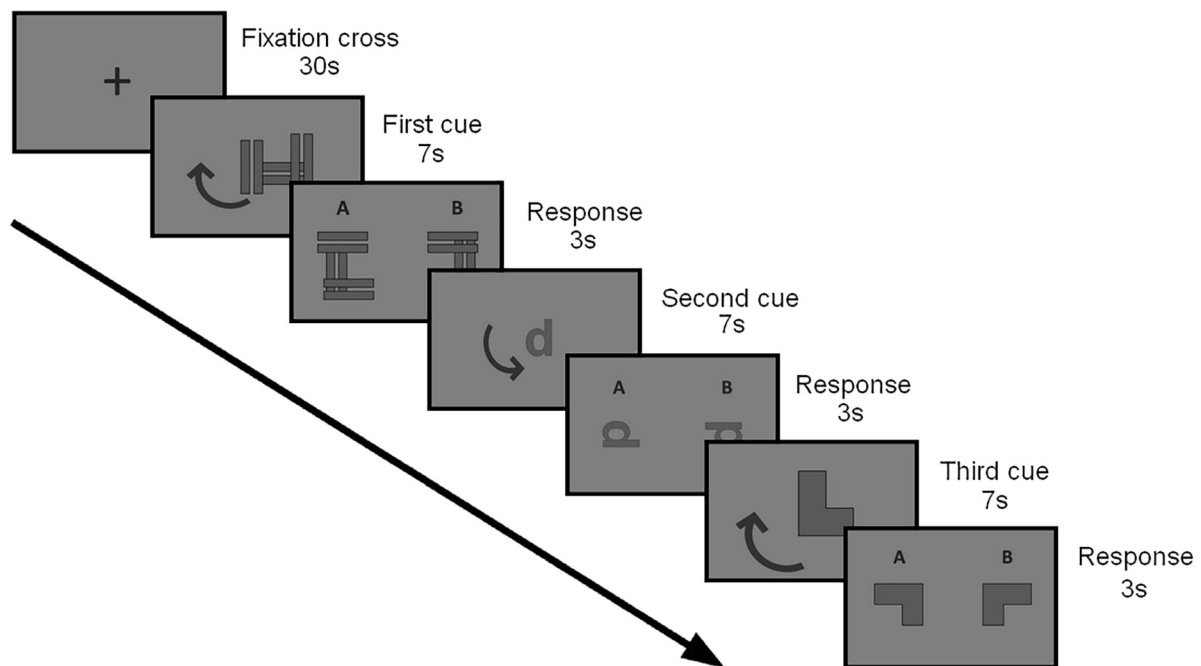 +
Fixation cross
30s
First cue
7s
A B
Response
3s
d
Second cue
7s
A B
d d
Response
3s
Third cue
7s
A B
Response
3s